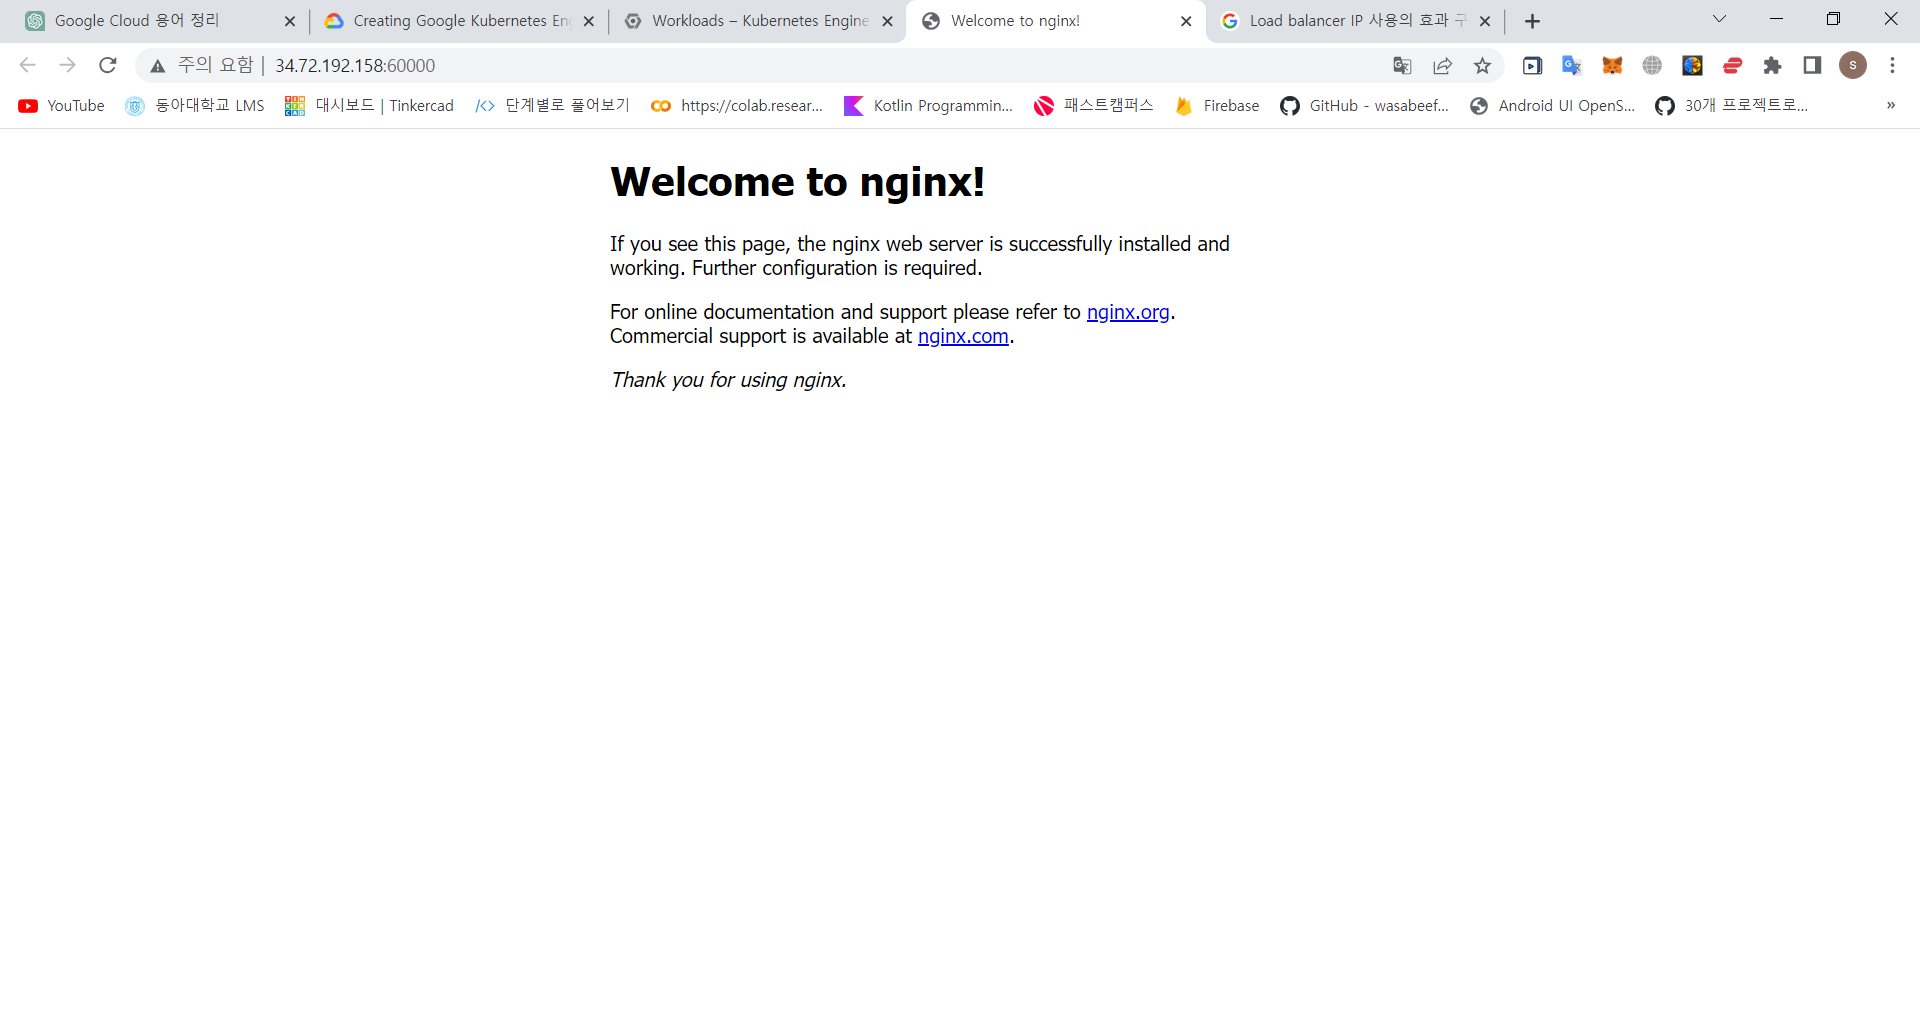 Google Cloud 용어 정리
Creating Google Kubernetes En
Workloads – Kubernetes Engine
Welcome to nginx!
Load balancer IP 사용의 효과 구
주의 요함 | 34.72.192.158:60000
s
YouTube
동아대학교 LMS
대시보드 | Tinkercad
단계별로 풀어보기
https://colab.resear...
Kotlin Programmin...
패스트캠퍼스
Firebase
GitHub - wasabeef...
Android UI OpenS...
30개 프로젝트로...
»
Welcome to nginx!
If you see this page, the nginx web server is successfully installed and
working. Further configuration is required.
For online documentation and support please refer to nginx.org.
Commercial support is available at nginx.com.
Thank you for using nginx.